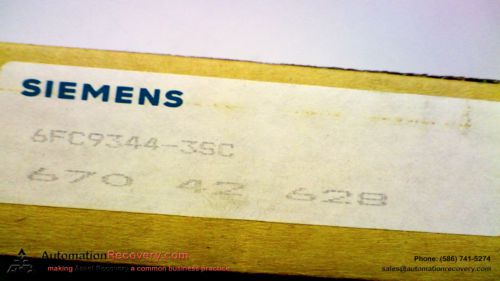 SIEMENS
6FC9344-3SC
670 42 628
AutomationRecovery.com
making Asset Recovery a common business practice
Phone: (586) 741-5274
sales@automationrecovery.com